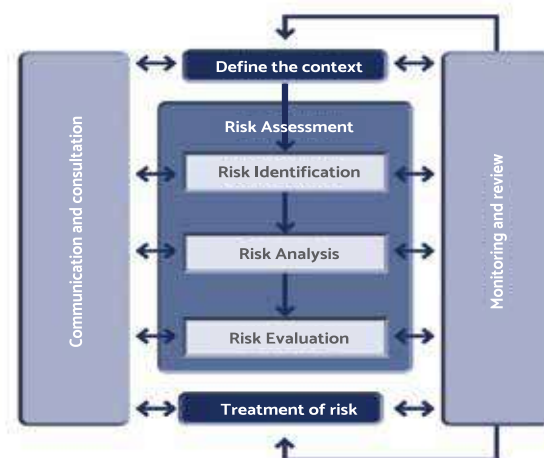 Define the context
Risk Assessment
Risk Identification
Risk Analysis
Risk Evaluation
Treatment of risk
Communication and consultation
Monitoring and review